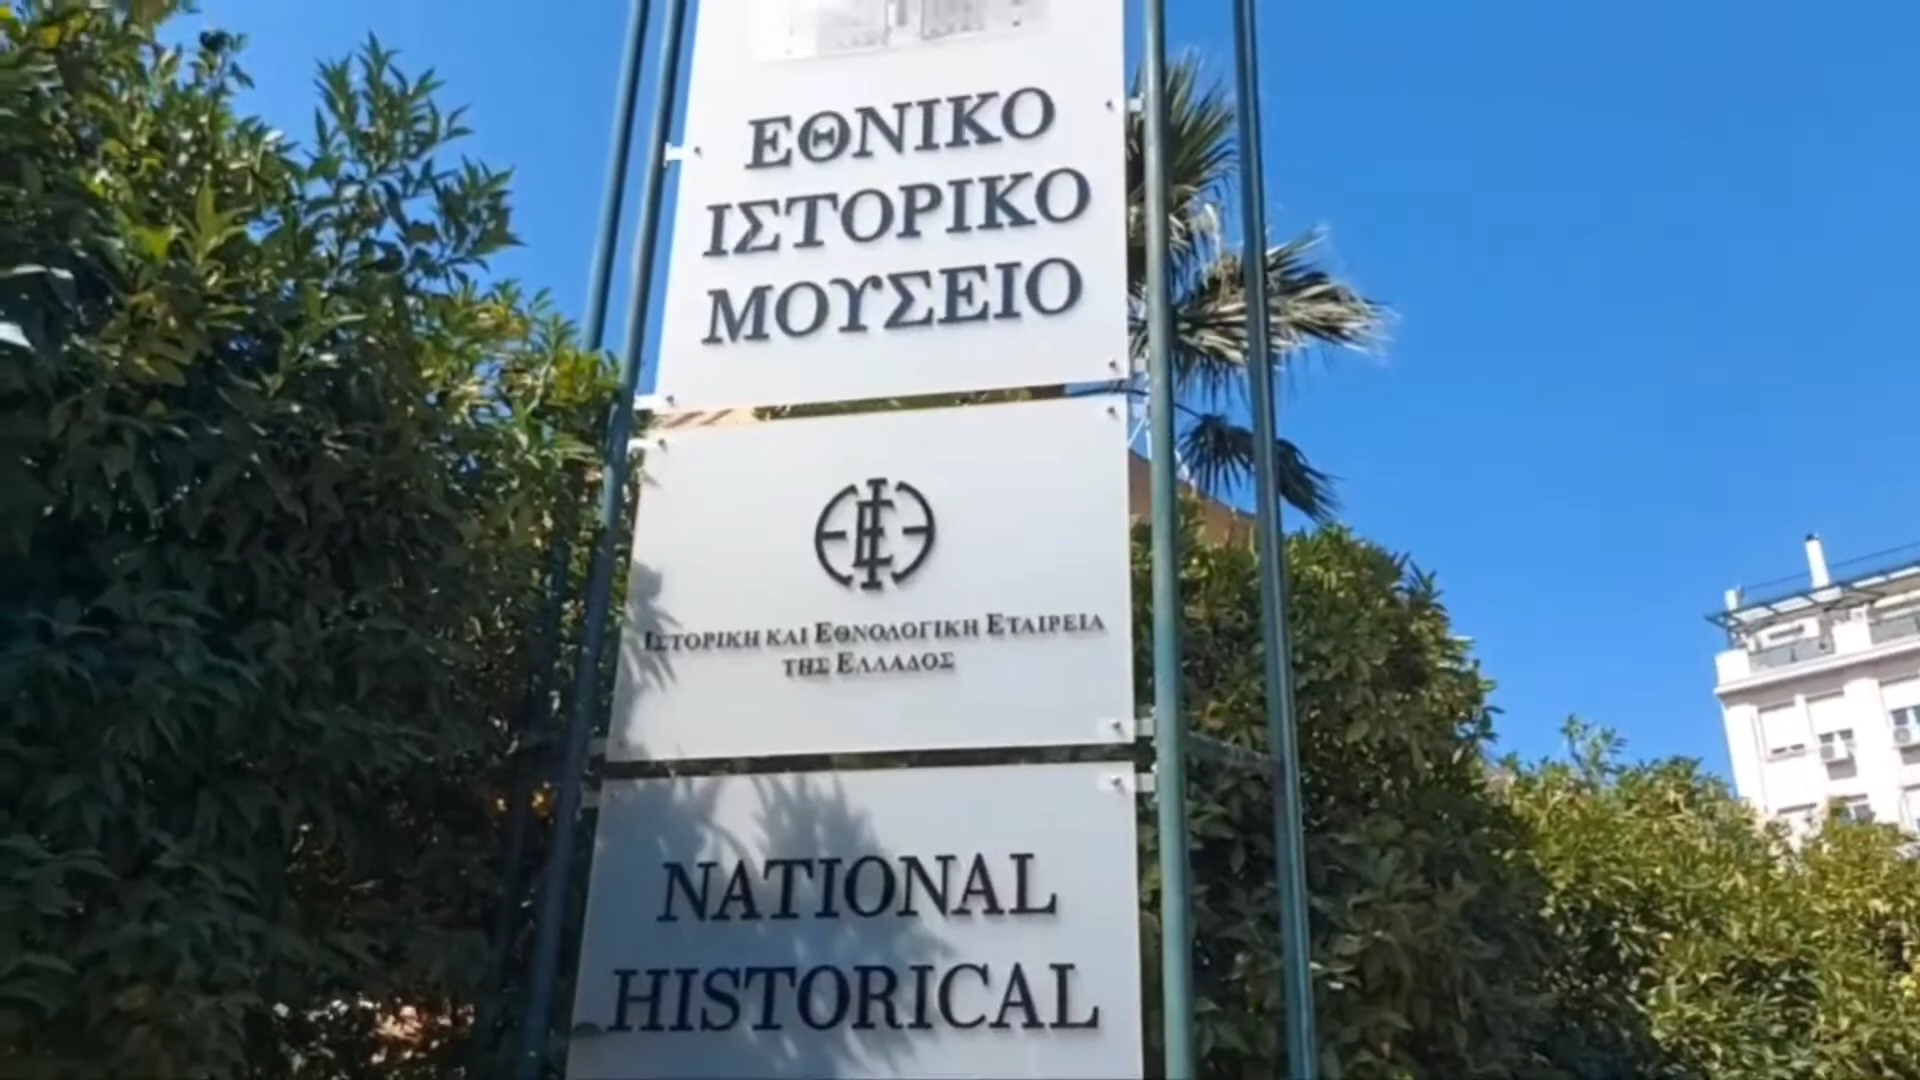 ΕΘΝΙΚΟ
ΙΣΤΟΡΙΚΟ
ΜΟΥΣΕΙΟ
ΙΣΤΟΡΙΚΗ ΚΑΙ ΕΘΝΟΛΟΓΙΚΗ ΕΤΑΙΡΕΙΑ
ΤΗΣ ΕΛΛΑΔΟΣ
NATIONAL
HISTORICAL